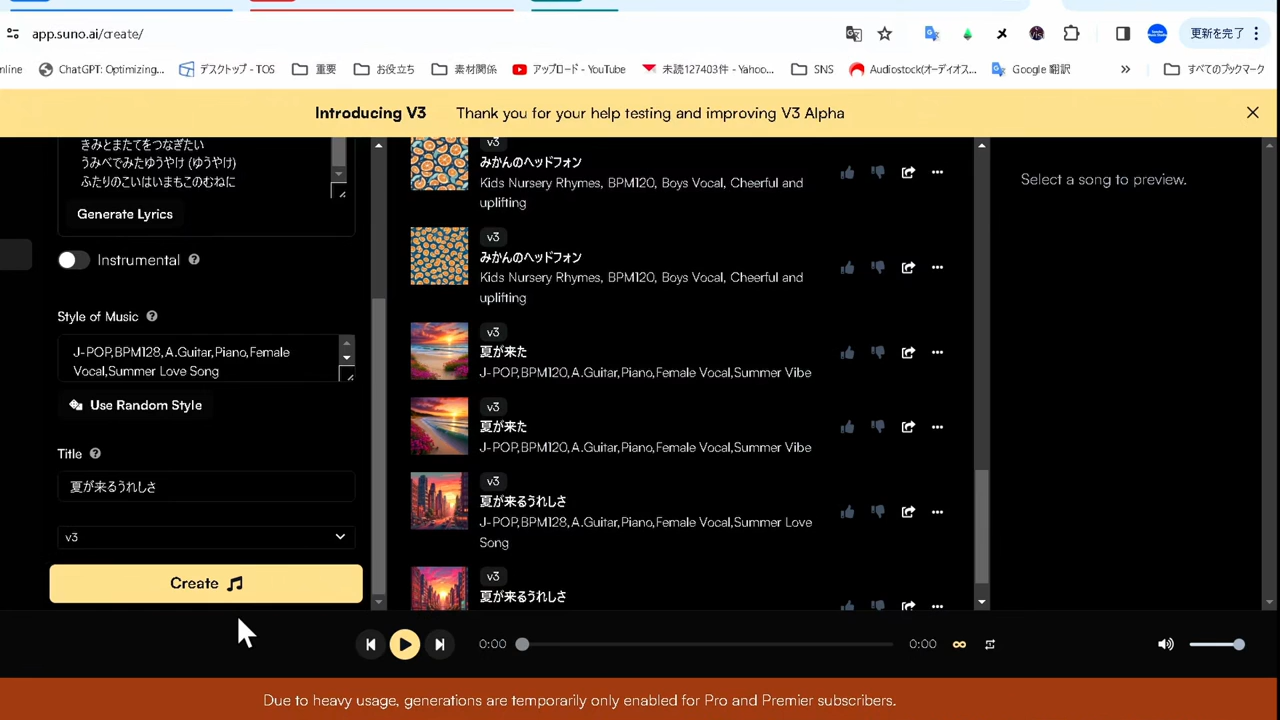 app.suno.ai/create/
更新を完了
nline
ChatGPT: Optimizing...
デスクトップ - TOS
重要
お役立ち
素材関係
アップロード - YouTube
未読127403件 - Yahoo...
SNS
Audiostock(オーディオス...
Google 翻訳
»
すべてのブックマーク
Introducing V3
Thank you for your help testing and improving V3 Alpha
きみとまたてをつなぎたい
うみべでみたゆうやけ (ゆうやけ)
ふたりのこいはいまもこのむねに
Generate Lyrics
Instrumental
Style of Music
J-POP,BPM128,A.Guitar,Piano,Female
Vocal,Summer Love Song
Use Random Style
Title
夏が来るうれしさ
v3
Create
v3
みかんのヘッドフォン
Kids Nursery Rhymes, BPM120, Boys Vocal, Cheerful and
uplifting
v3
みかんのヘッドフォン
Kids Nursery Rhymes, BPM120, Boys Vocal, Cheerful and
uplifting
v3
夏が来た
J-POP,BPM120,A.Guitar,Piano,Female Vocal,Summer Vibe
v3
夏が来た
J-POP,BPM120,A.Guitar,Piano,Female Vocal,Summer Vibe
v3
夏が来るうれしさ
J-POP,BPM128,A.Guitar,Piano,Female Vocal,Summer Love
Song
v3
夏が来るうれしさ
Select a song to preview.
0:00
0:00
Due to heavy usage, generations are temporarily only enabled for Pro and Premier subscribers.